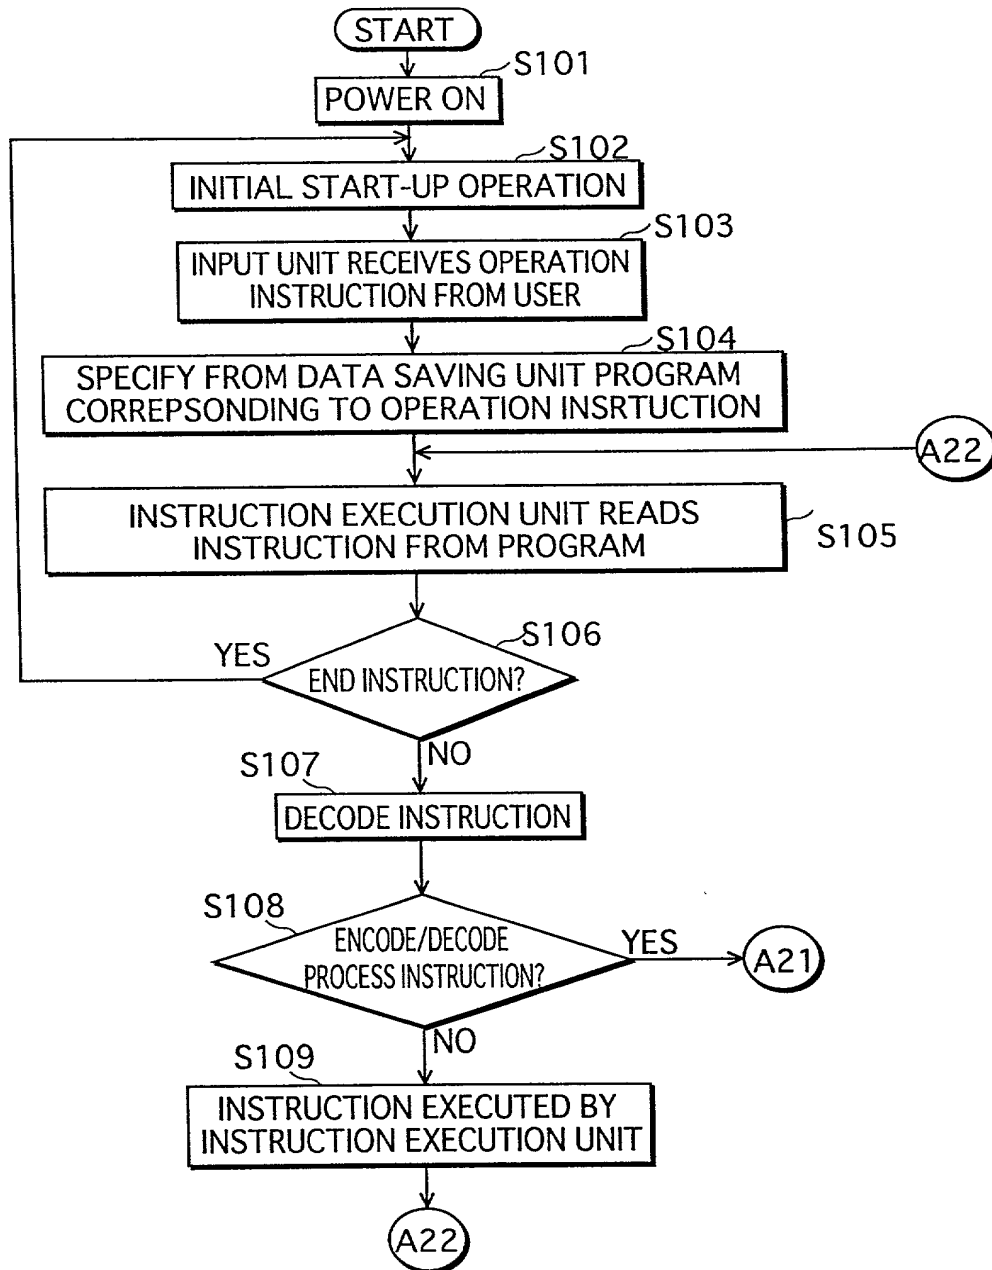 START
S101
POWER ON
S102
INITIAL START-UP OPERATION
S103
INPUT UNIT RECEIVES OPERATION
INSTRUCTION FROM USER
S104
SPECIFY FROM DATA SAVING UNIT PROGRAM
CORREPSONDING TO OPERATION INSRTUCTION
A22
INSTRUCTION EXECUTION UNIT READS
INSTRUCTION FROM PROGRAM
S105
S106
YES
END INSTRUCTION?
NO
S107
DECODE INSTRUCTION
S108
ENCODE/DECODE
PROCESS INSTRUCTION?
YES
A21
NO
S109
INSTRUCTION EXECUTED BY
INSTRUCTION EXECUTION UNIT
A22